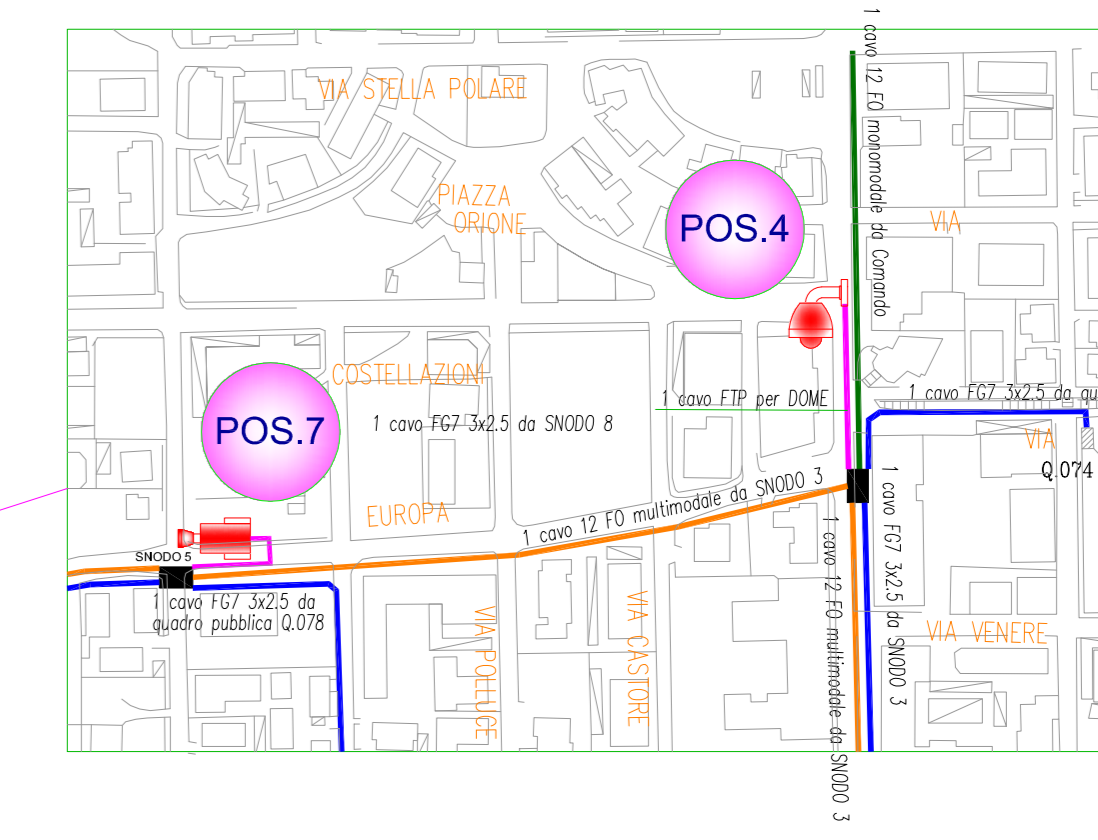 1 cavo 12 FO monomodale da Comando
VIA STELLA POLARE
PIAZZA
ORIONE
POS.4
VIA
COSTELLAZIONI
1 cavo FTP per DOME
1 cavo FG7 3x2.5 da qu
1 cavo FG7 3x2.5 da SNODO 8
POS.7
VIA
Q.074
EUROPA
1 cavo 12 FO multimodale da SNODO 3
1 cavo FG7 3x2.5 da SNODO 3
1 cavo 12 FO multimodale da SNODO 3
SNODO 5
1 cavo FG7 3x2.5 da
quadro pubblica Q.078
VIA POLLUCE
VIA CASTORE
VIA VENERE